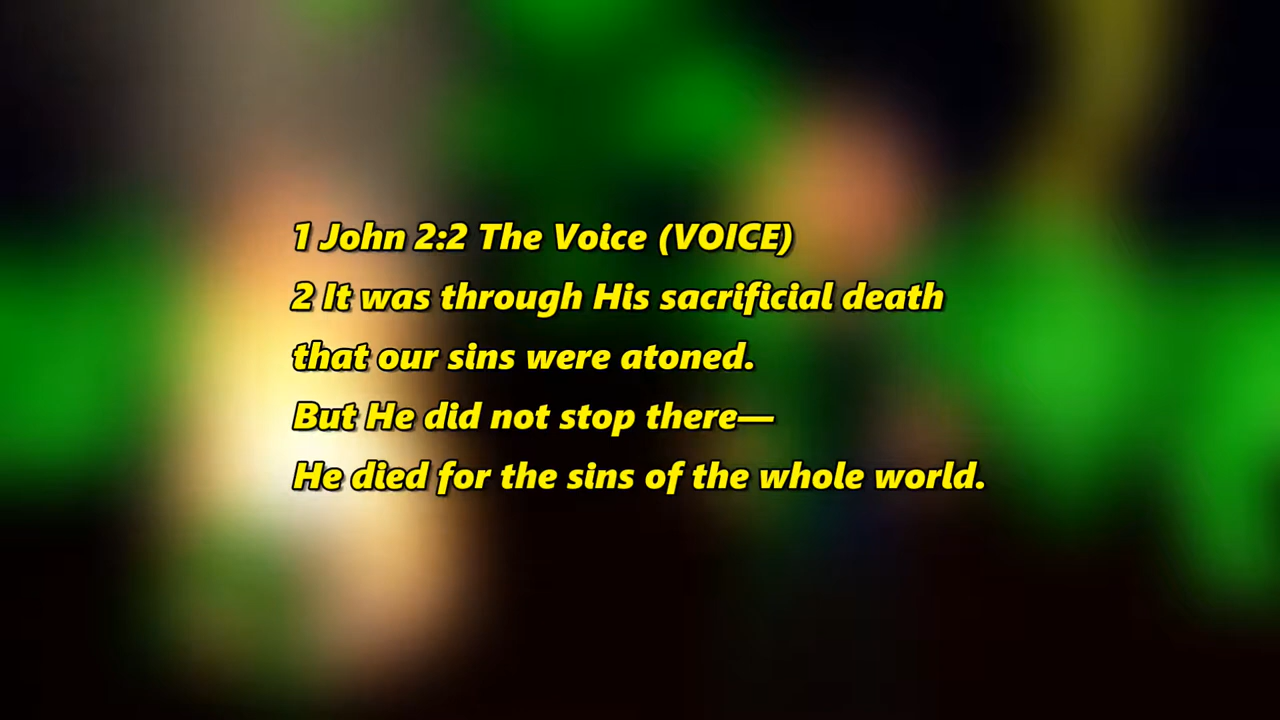 1 John 2:2 The Voice (VOICE)
2 It was through His sacrificial death
that our sins were atoned.
But He did not stop there—
He died for the sins of the whole world.